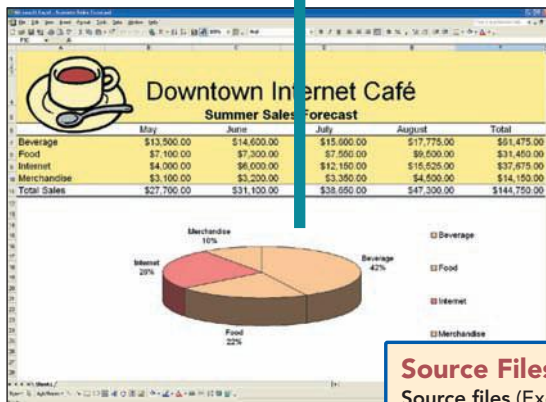 Downtown Internet Café
Summer Sales Forecast
May June July August Total
Beverage $13,500.00 $14,600.00 $15,600.00 $17,775.00 $61,475.00
Food $7,100.00 $7,300.00 $7,550.00 $9,500.00 $31,450.00
Internet $4,000.00 $6,000.00 $12,150.00 $15,525.00 $37,675.00
Merchandise $3,100.00 $3,200.00 $3,350.00 $4,500.00 $14,150.00
Total Sales $27,700.00 $31,100.00 $38,650.00 $47,300.00 $144,750.00
Merchandise
10%
Internet
26%
Beverage
42%
Food
22%
Beverage
Food
Internet
Merchandise
Source Files
Source files (Ex